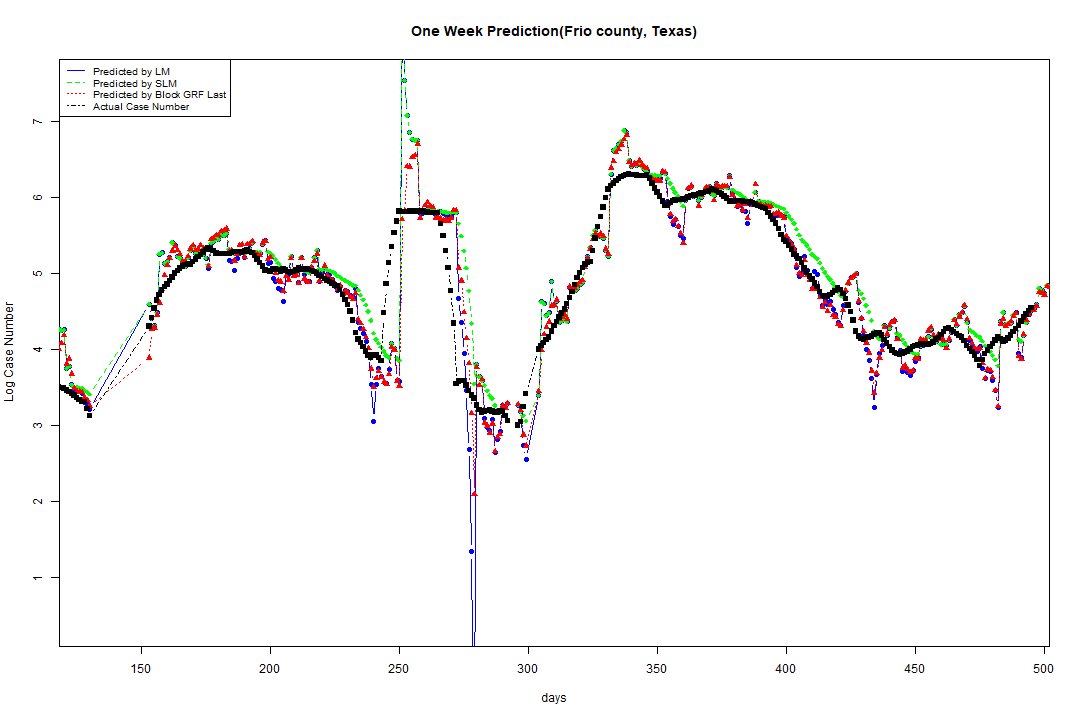 One Week Prediction(Frio county, Texas)
Predicted by LM
Predicted by SLM
Predicted by Block GRF Last
Actual Case Number
Log Case Number
7
6
5
4
3
2
1
150 200 250 300 350 400 450 500
days